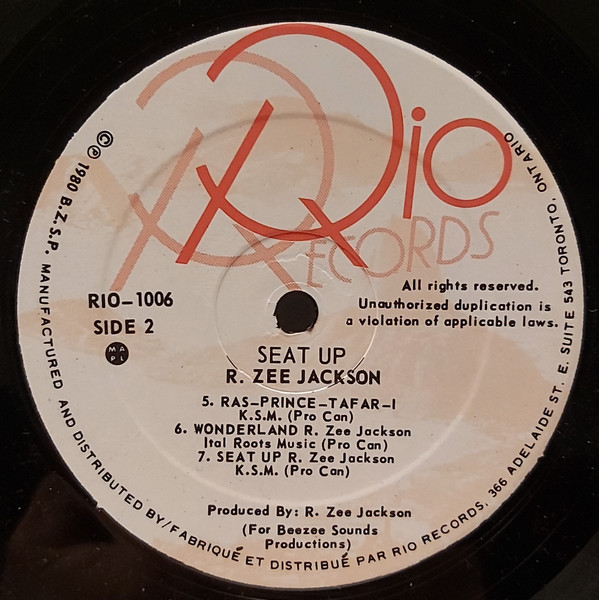 Rio
RECORDS
℗© 1980 B.Z.S.P. MANUFACTURED AND DISTRIBUTED BY/FABRIQUÉ ET DISTRIBUÉ PAR RIO RECORDS, 366 ADELAIDE ST. E. SUITE 543 TORONTO, ONTARIO
All rights reserved.
Unauthorized duplication is
a violation of applicable laws.
RIO-1006
SIDE 2
MAPL
SEAT UP
R. ZEE JACKSON
5. RAS-PRINCE-TAFAR-I
K.S.M. (Pro Can)
6. WONDERLAND R. Zee Jackson
Ital Roots Music (Pro Can)
7. SEAT UP R. Zee Jackson
K.S.M. (Pro Can)
Produced By: R. Zee Jackson
(For Beezee Sounds
Productions)